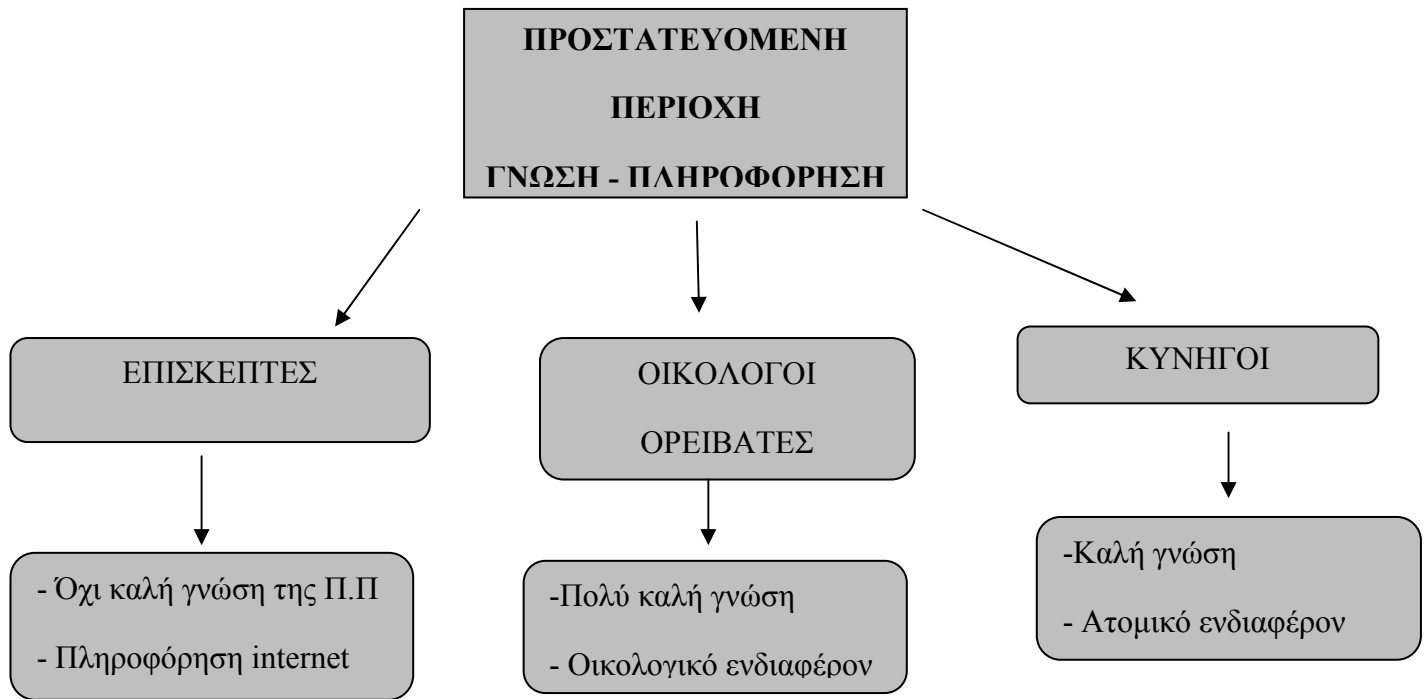 ΠΡΟΣΤΑΤΕΥΟΜΕΝΗ
ΠΕΡΙΟΧΗ
ΓΝΩΣΗ - ΠΛΗΡΟΦΟΡΗΣΗ
ΕΠΙΣΚΕΠΤΕΣ
ΟΙΚΟΛΟΓΟΙ
ΟΡΕΙΒΑΤΕΣ
ΚΥΝΗΓΟΙ
- Όχι καλή γνώση της Π.Π
- Πληροφόρηση internet
-Πολύ καλή γνώση
- Οικολογικό ενδιαφέρον
-Καλή γνώση
- Ατομικό ενδιαφέρον